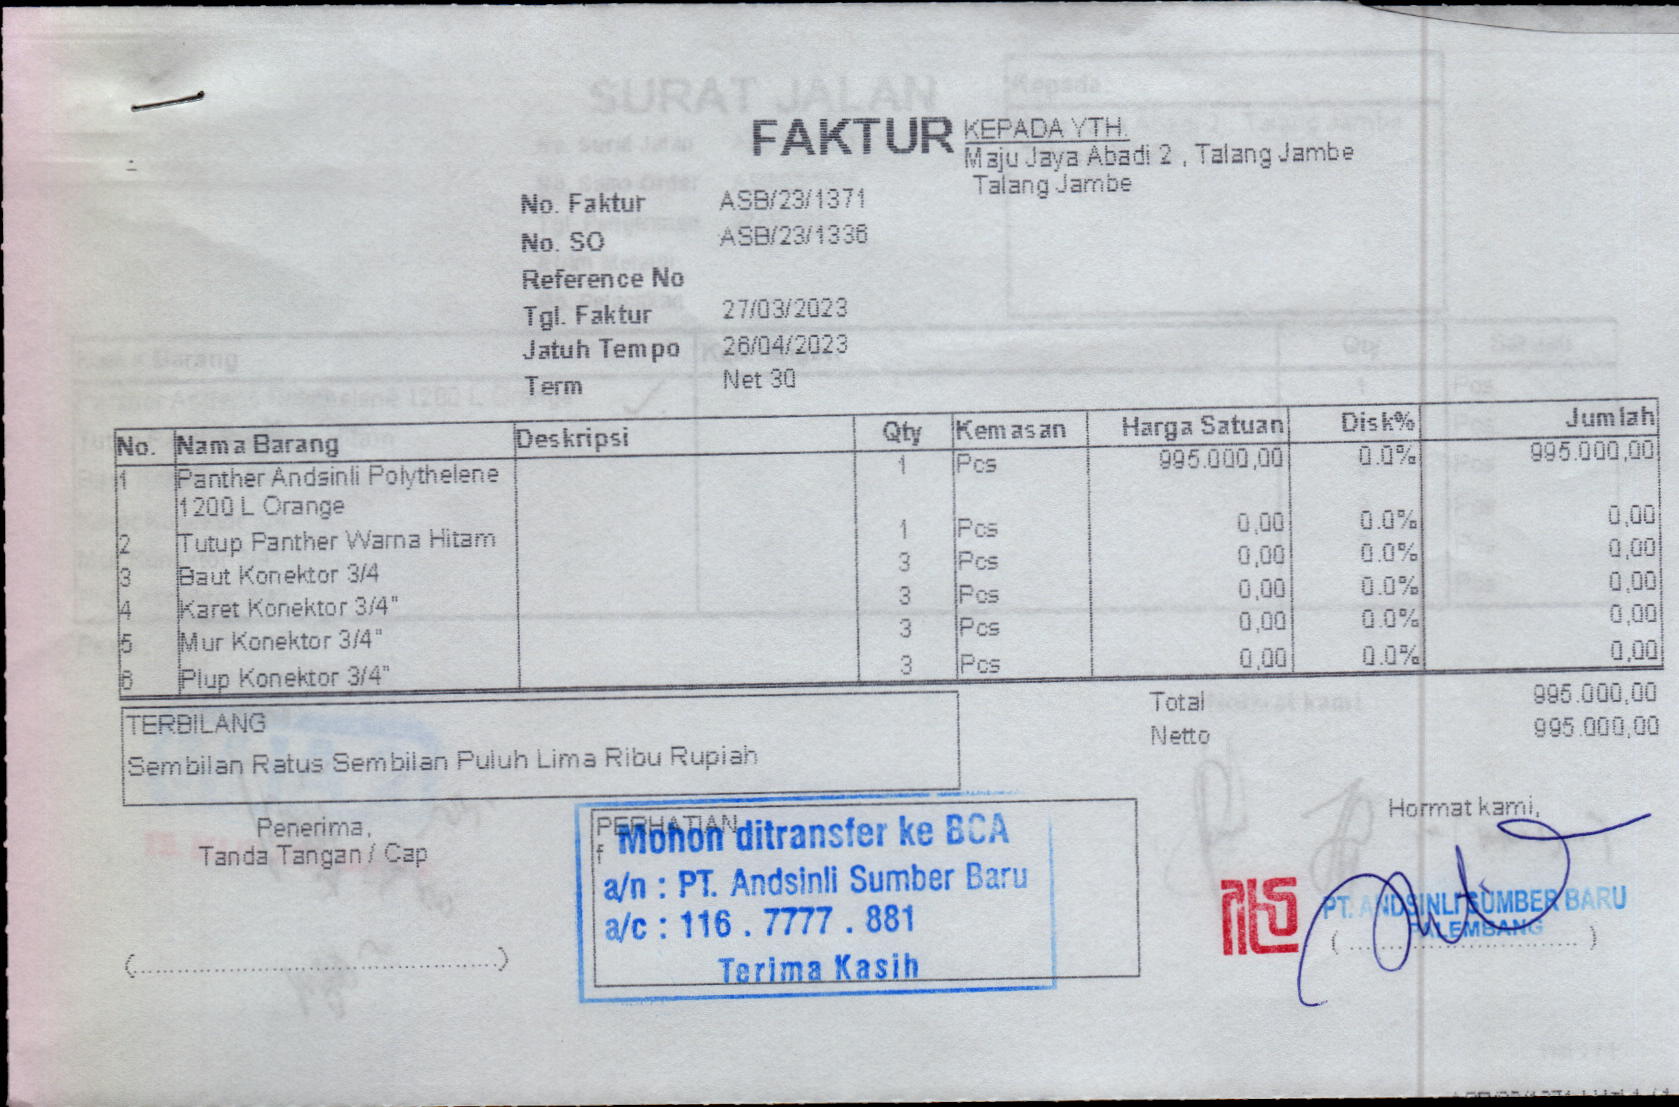 SURAT JALAN
Kepada
FAKTUR
KEPADA YTH.
Maju Jaya Abadi 2 , Talang Jambe
Talang Jambe
No. Faktur ASB/23/1371
No. SO ASB/23/1336
Reference No
Tgl. Faktur 27/03/2023
Jatuh Tempo 26/04/2023
Term Net 30
No. Nama Barang Deskripsi Qty Kemasan Harga Satuan Disk% Jumlah
1 Panther Andsinli Polythelene 1 Pcs 995.000,00 0.0% 995.000,00
1200 L Orange
2 Tutup Panther Warna Hitam 1 Pcs 0,00 0.0% 0,00
3 Baut Konektor 3/4 3 Pcs 0,00 0.0% 0,00
4 Karet Konektor 3/4" 3 Pcs 0,00 0.0% 0,00
5 Mur Konektor 3/4" 3 Pcs 0,00 0.0% 0,00
6 Plup Konektor 3/4" 3 Pcs 0,00 0.0% 0,00
Total 995.000,00
Netto 995.000,00
TERBILANG
Sembilan Ratus Sembilan Puluh Lima Ribu Rupiah
Penerima,
Tanda Tangan / Cap
PERHATIAN
Mohon ditransfer ke BCA
a/n : PT. Andsinli Sumber Baru
a/c : 116 . 7777 . 881
Terima Kasih
Hormat kami,
PT. ANDSINLI SUMBER BARU
PALEMBANG